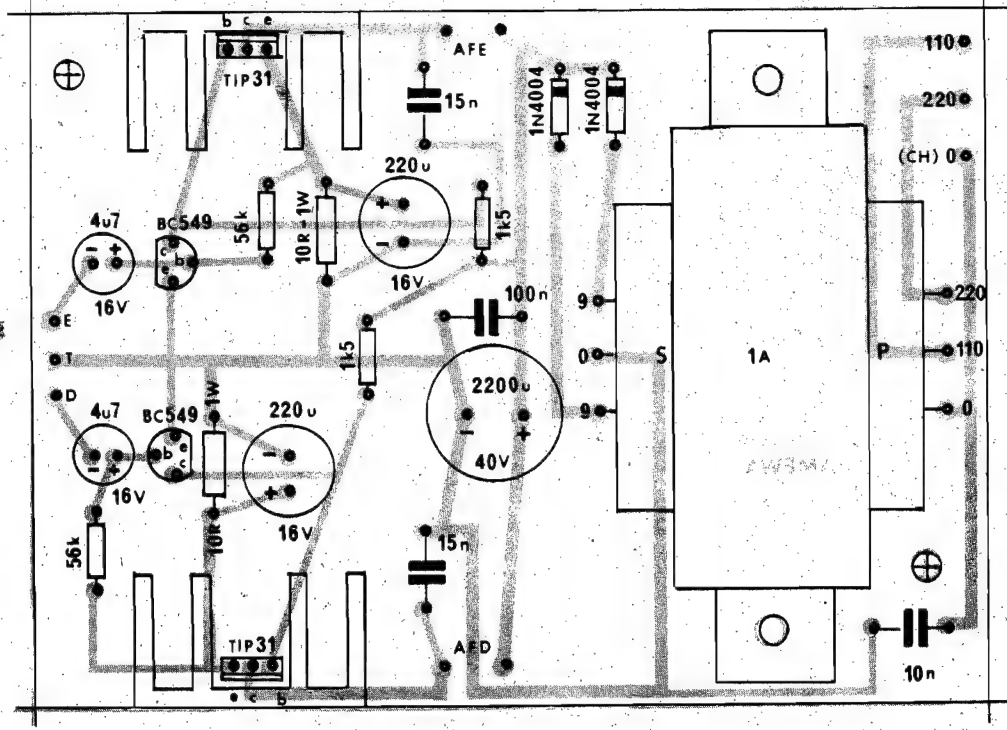 b c e
TIP31
AFE
15n
1N4004
1N4004
110
220
(CH) 0
220u
+
-
16V
4u7
- +
16V
BC549
c
b
e
56k
10R-1W
1k5
E
T
D
100n
1k5
9
0
9
S
1A
P
220
110
0
2200u
- +
40V
4u7
- +
16V
BC549
b e
c
1W
10R
220u
-
+
16V
56k
15n
TIP31
e c b
AFD
10n